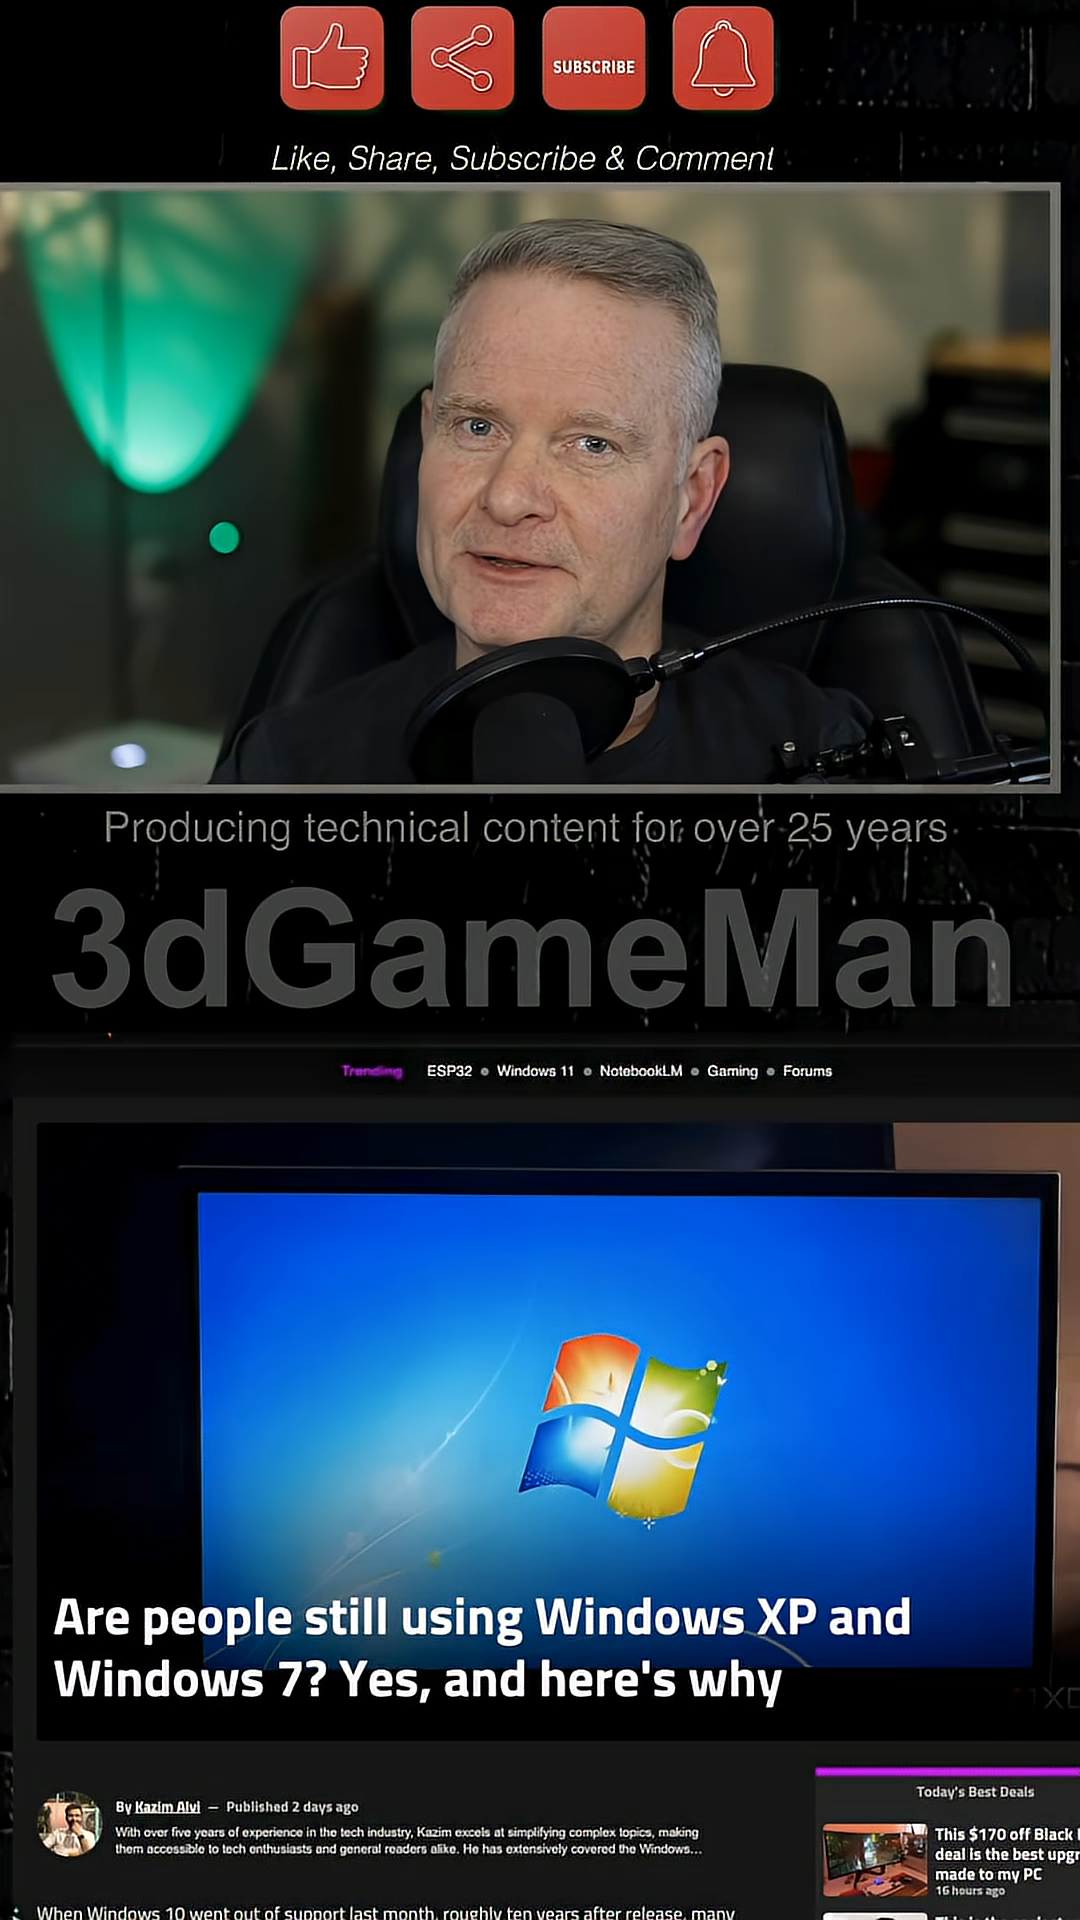 SUBSCRIBE
Like, Share, Subscribe & Comment
Producing technical content for over 25 years
3dGameMan
Trending ESP32 • Windows 11 • NotebookLM • Gaming • Forums
Are people still using Windows XP and
Windows 7? Yes, and here's why
By Kazim Alvi — Published 2 days ago
With over five years of experience in the tech industry, Kazim excels at simplifying complex topics, making
them accessible to tech enthusiasts and general readers alike. He has extensively covered the Windows...
When Windows 10 went out of support last month, roughly ten years after release, many
Today's Best Deals
This $170 off Black
deal is the best upgr
made to my PC
16 hours ago